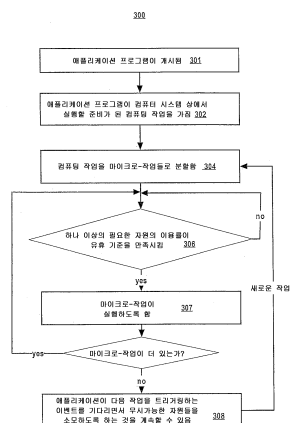 300
애플리케이션 프로그램이 개시됨 301
애플리케이션 프로그램이 컴퓨터 시스템 상에서
실행할 준비가 된 컴퓨팅 작업을 가짐 302
컴퓨팅 작업을 마이크로-작업들로 분할함 304
no
하나 이상의 필요한 자원의 이용률이
유휴 기준을 만족시킴 306
yes
새로운 작업
마이크로-작업이
실행하도록 함 307
yes
마이크로-작업이 더 있는가?
no
애플리케이션이 다음 작업을 트리거링하는
이벤트를 기다리면서 무시가능한 자원들을
소모하도록 하는 것을 계속할 수 있음 308